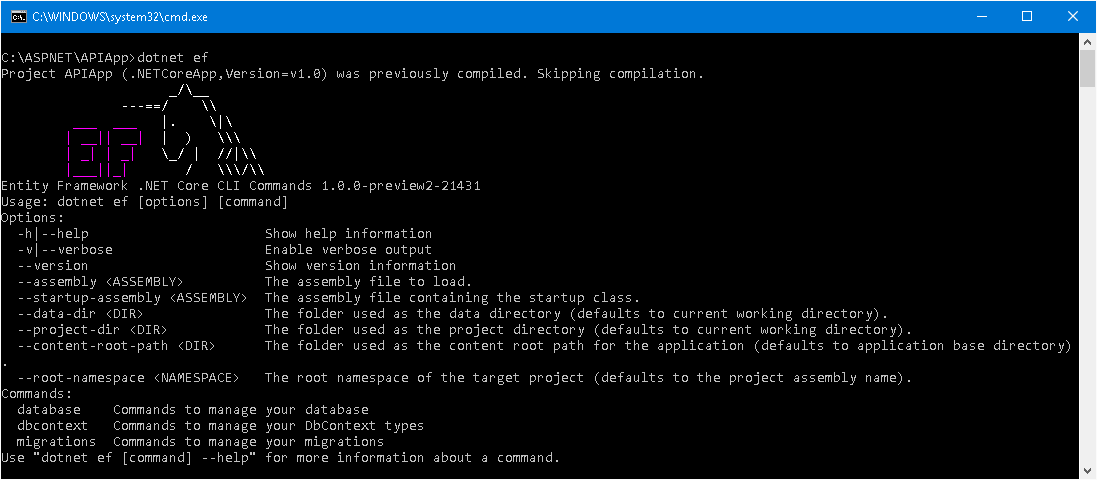 C:\WINDOWS\system32\cmd.exe
C:\ASPNET\APIApp>dotnet ef
Project APIApp (.NETCoreApp,Version=v1.0) was previously compiled. Skipping compilation.
EF
Entity Framework .NET Core CLI Commands 1.0.0-preview2-21431
Usage: dotnet ef [options] [command]
Options:
-h|--help Show help information
-v|--verbose Enable verbose output
--version Show version information
--assembly <ASSEMBLY> The assembly file to load.
--startup-assembly <ASSEMBLY> The assembly file containing the startup class.
--data-dir <DIR> The folder used as the data directory (defaults to current working directory).
--project-dir <DIR> The folder used as the project directory (defaults to current working directory).
--content-root-path <DIR> The folder used as the content root path for the application (defaults to application base directory)
.
--root-namespace <NAMESPACE> The root namespace of the target project (defaults to the project assembly name).
Commands:
database Commands to manage your database
dbcontext Commands to manage your DbContext types
migrations Commands to manage your migrations
Use "dotnet ef [command] --help" for more information about a command.